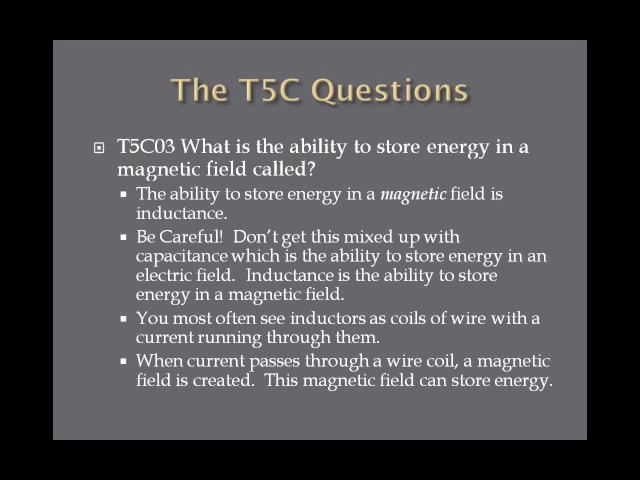 The T5C Questions
T5C03 What is the ability to store energy in a
magnetic field called?
The ability to store energy in a magnetic field is
inductance.
Be Careful!  Don't get this mixed up with
capacitance which is the ability to store energy in an
electric field.  Inductance is the ability to store
energy in a magnetic field.
You most often see inductors as coils of wire with a
current running through them.
When current passes through a wire coil, a magnetic
field is created.  This magnetic field can store energy.